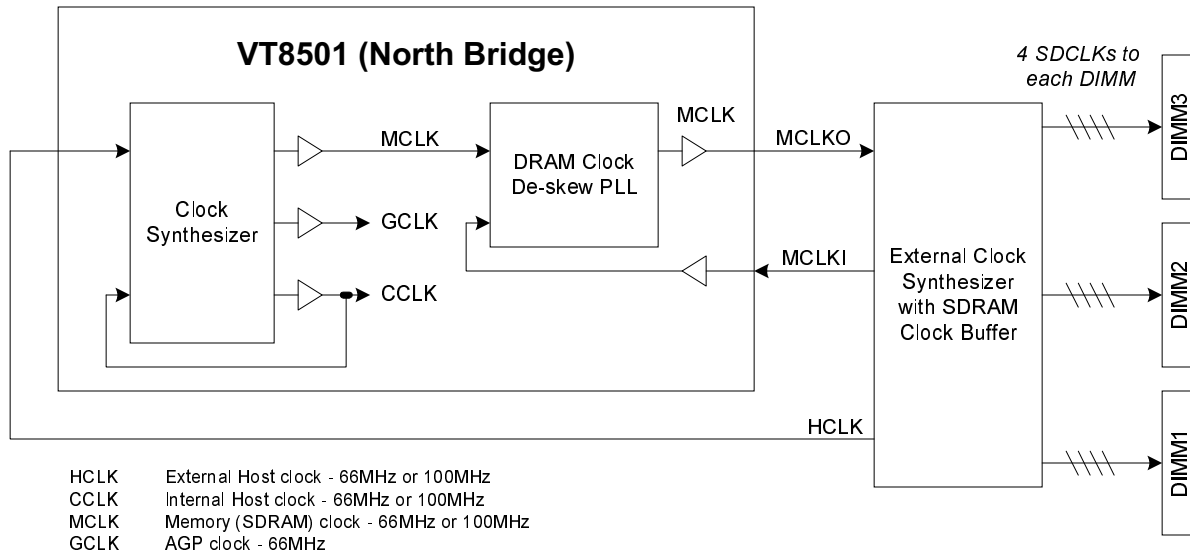 VT8501 (North Bridge)
4 SDCLKs to
each DIMM
DIMM3
MCLK
MCLK
MCLKO
DRAM Clock
De-skew PLL
Clock
Synthesizer
GCLK
MCLKI
External Clock
Synthesizer
with SDRAM
Clock Buffer
DIMM2
CCLK
HCLK
DIMM1
HCLK External Host clock - 66MHz or 100MHz
CCLK Internal Host clock - 66MHz or 100MHz
MCLK Memory (SDRAM) clock - 66MHz or 100MHz
GCLK AGP clock - 66MHz